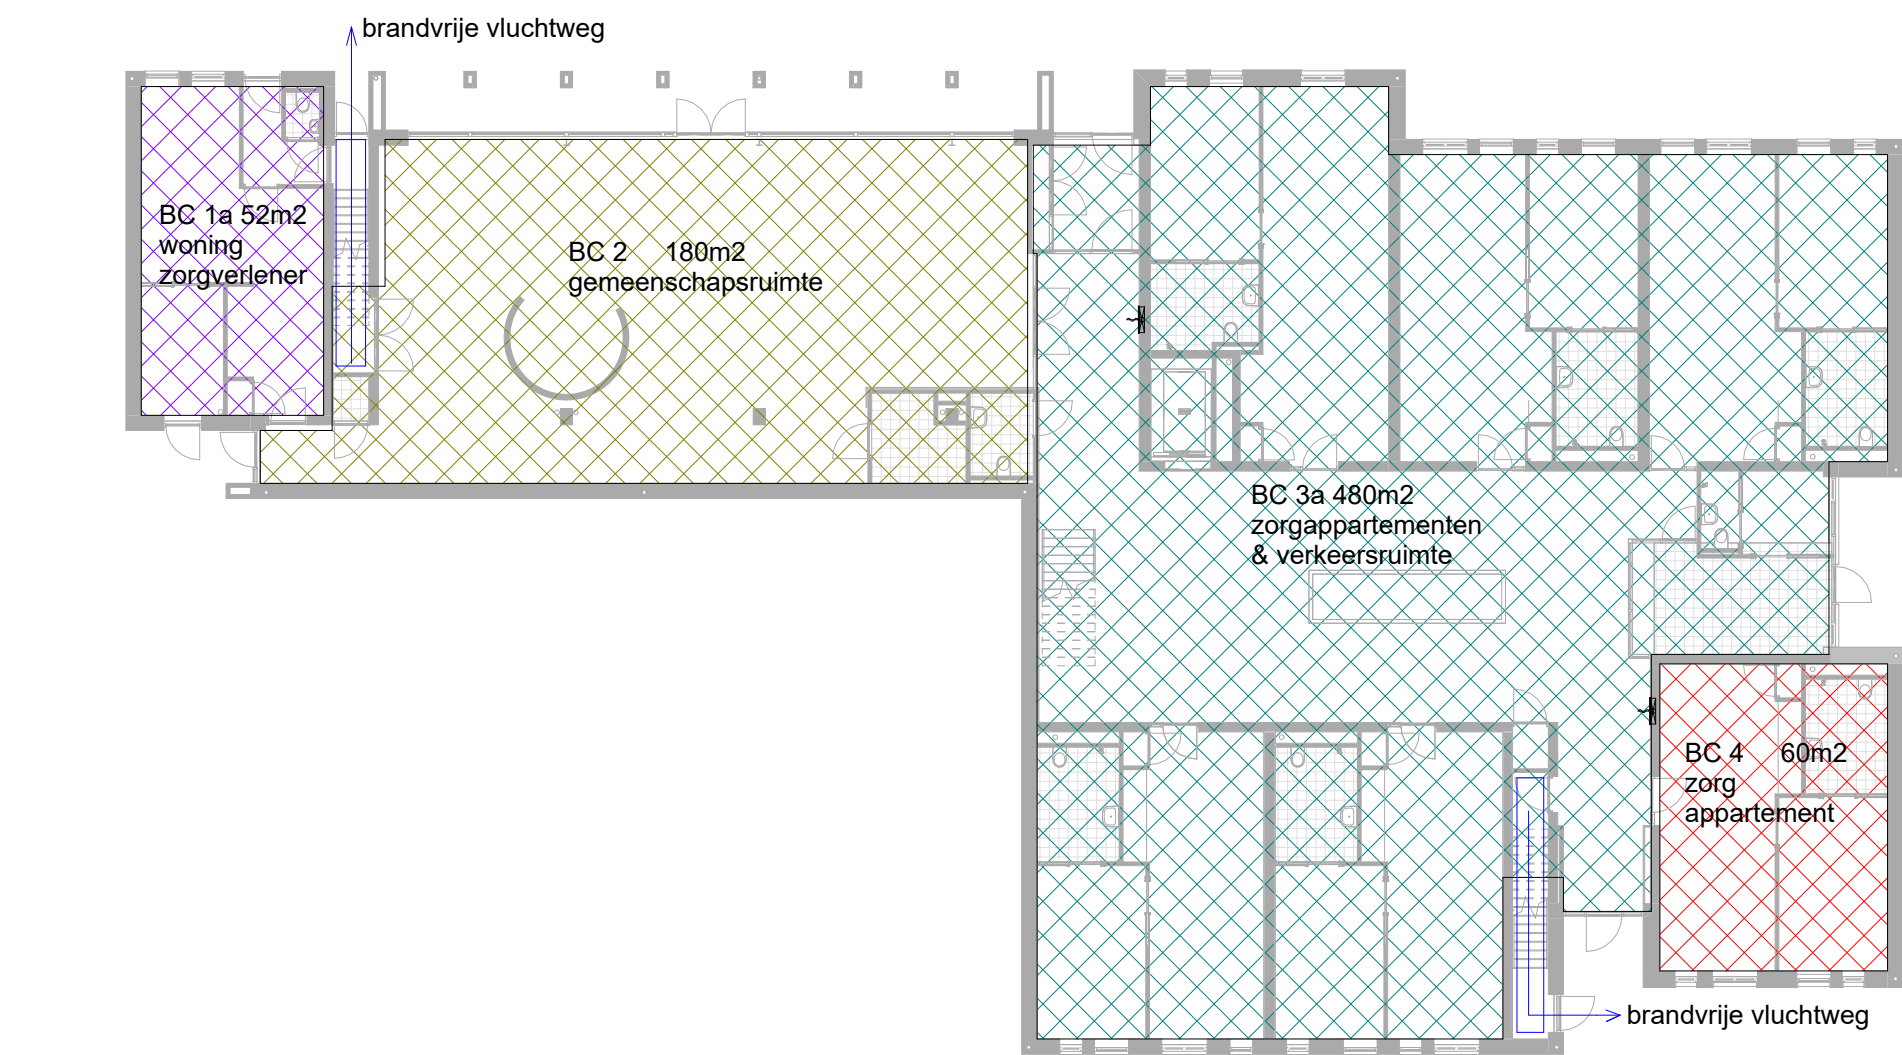 brandvrije vluchtweg
BC 1a 52m2
woning
zorgverlener
BC 2 180m2
gemeenschapsruimte
BC 3a 480m2
zorgappartementen
& verkeersruimte
BC 4 60m2
zorg
appartement
brandvrije vluchtweg